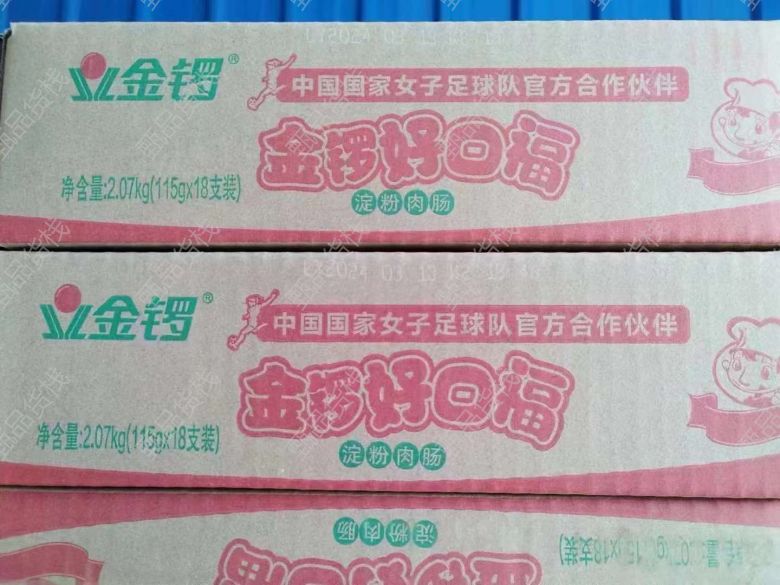 金锣®
中国国家女子足球队官方合作伙伴
金锣好口福
净含量:2.07kg(115gx18支装)
淀粉肉肠
金锣®
中国国家女子足球队官方合作伙伴
金锣好口福
净含量:2.07kg(115gx18支装)
淀粉肉肠
淀粉肉肠